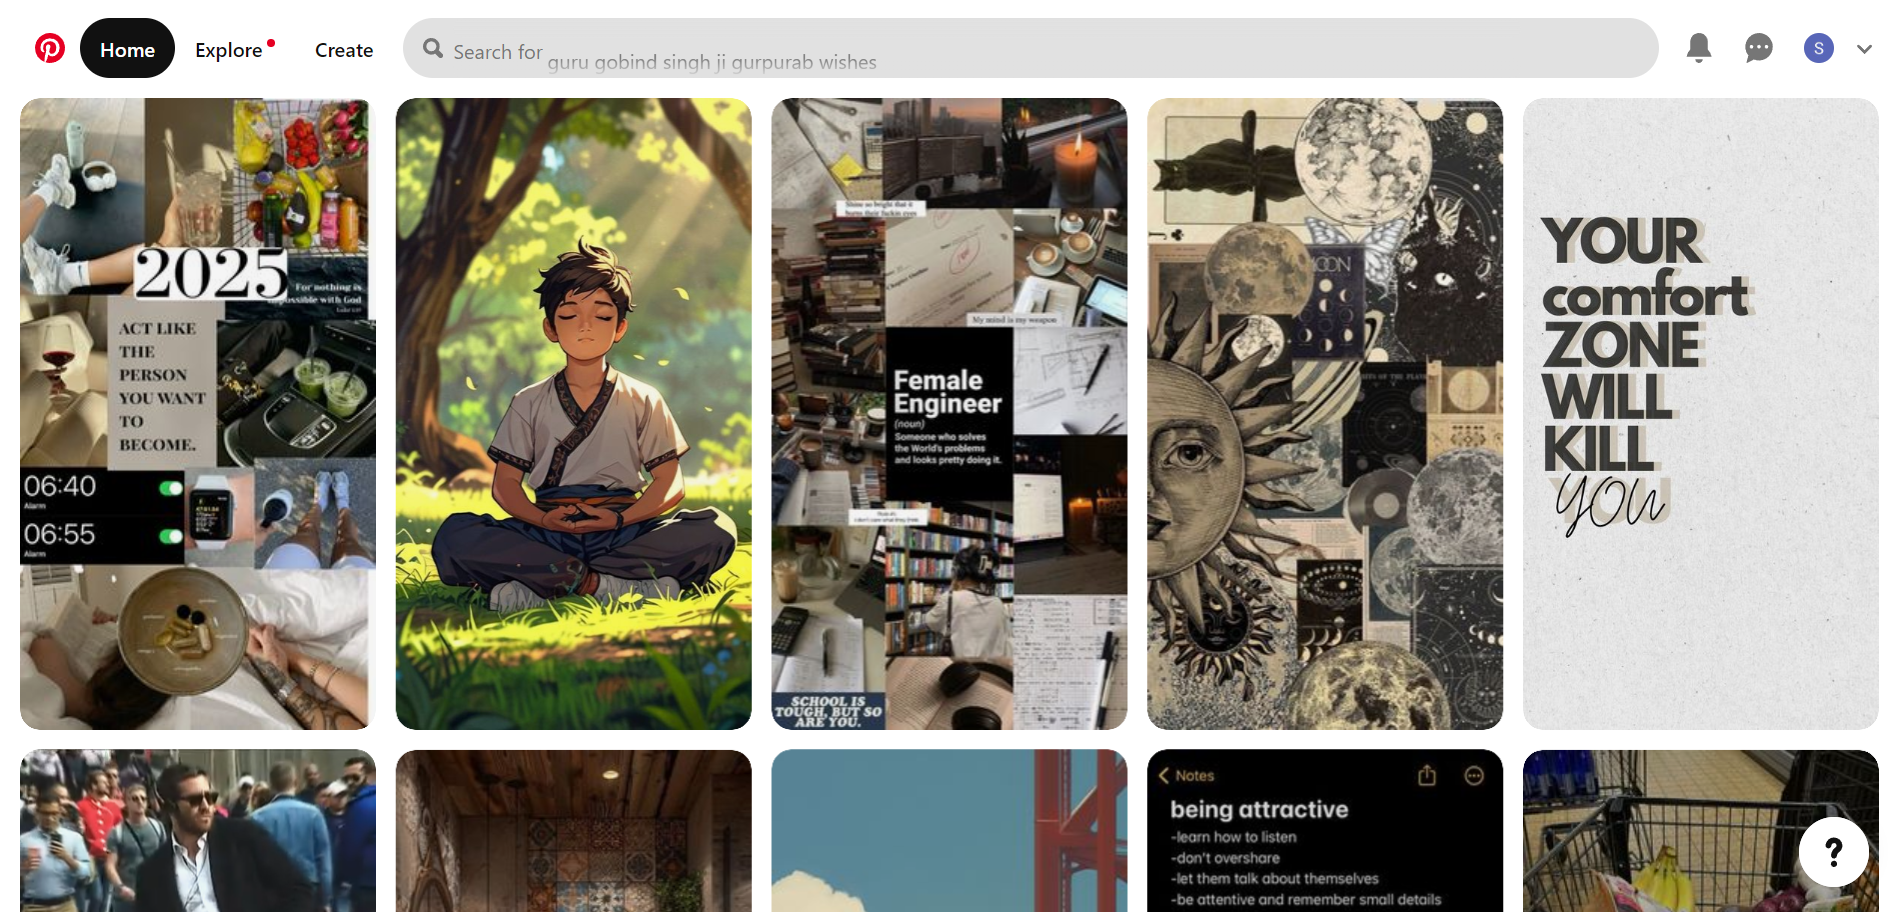 Home
Explore
Create
Search for
guru gobind singh ji gurpurab wishes
S
2025
For nothing is
impossible with God
Luke 1:37
ACT LIKE
THE
PERSON
YOU WANT
TO
BECOME.
06:40
Alarm
06:55
Alarm
Shine so bright that it
burns their fuckin eyes
My mind is my weapon
Female
Engineer
(noun)
Someone who solves
the World's problems
and looks pretty doing it.
SCHOOL IS
TOUGH, BUT SO
ARE YOU.
MOON
YOUR
comfort
ZONE
WILL
KILL
YOU
Notes
being attractive
-learn how to listen
-don't overshare
-let them talk about themselves
-be attentive and remember small details
?